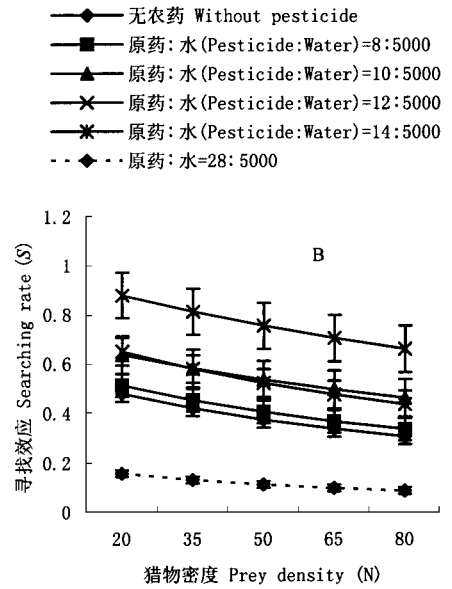 无农药 Without pesticide
原药:水(Pesticide:Water)=8:5000
原药:水(Pesticide:Water)=10:5000
原药:水(Pesticide:Water)=12:5000
原药:水(Pesticide:Water)=14:5000
原药:水=28:5000
B
寻找效应 Searching rate (S)
1.2
1
0.8
0.6
0.4
0.2
0
20 35 50 65 80
猎物密度 Prey density (N)